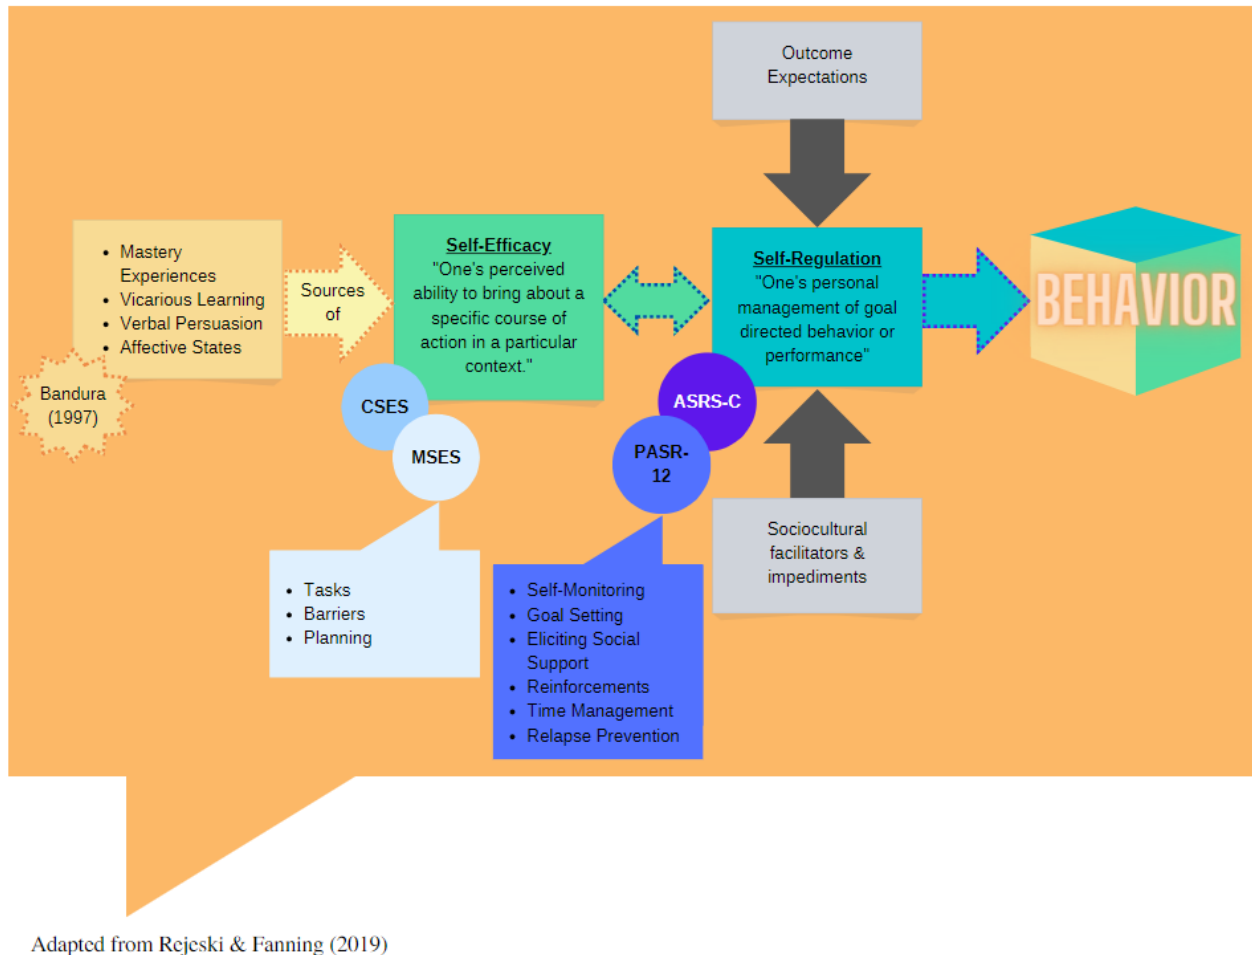 Outcome
Expectations
• Mastery
Experiences
• Vicarious Learning
• Verbal Persuasion
• Affective States
Bandura
(1997)
Sources
of
Self-Efficacy
"One's perceived
ability to bring about a
specific course of
action in a particular
context."
CSES
MSES
• Tasks
• Barriers
• Planning
Self-Regulation
"One's personal
management of goal
directed behavior or
performance"
ASRS-C
PASR-
12
• Self-Monitoring
• Goal Setting
• Eliciting Social
Support
• Reinforcements
• Time Management
• Relapse Prevention
Sociocultural
facilitators &
impediments
BEHAVIOR
Adapted from Rejeski & Fanning (2019)